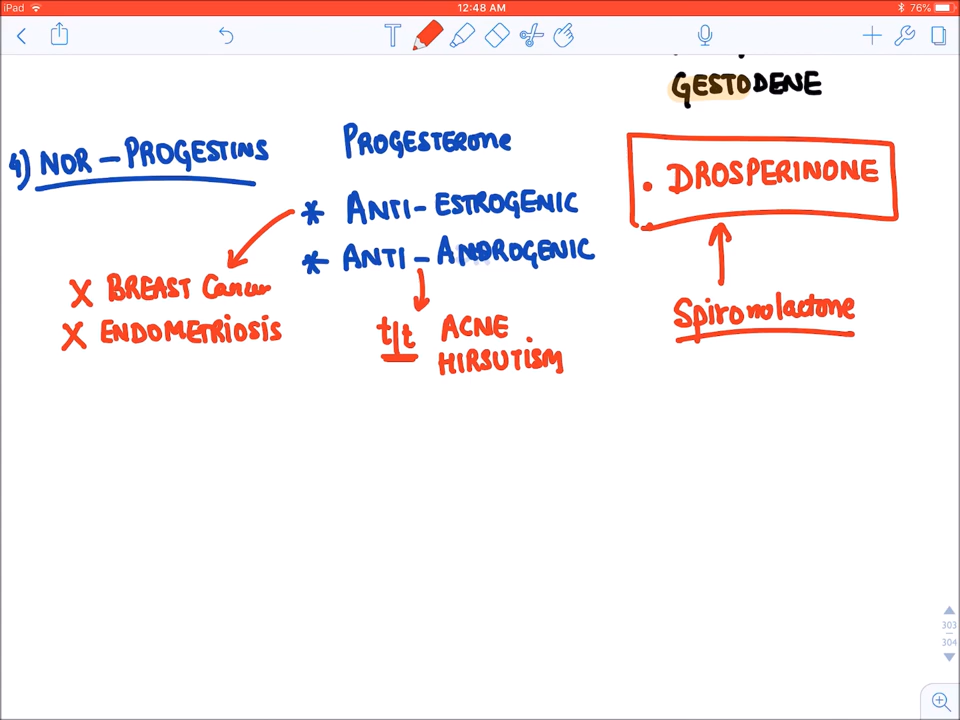 iPad 12:48 AM 76%
T
GESTODENE
4) NOR-PROGESTINS PROGESTERONE
* ANTI-ESTROGENIC
* ANTI-ANDROGENIC
X BREAST Cancer
X ENDOMETRIOSIS
t/t ACNE
HIRSUTISM
• DROSPERINONE
Spironolactone
303
304